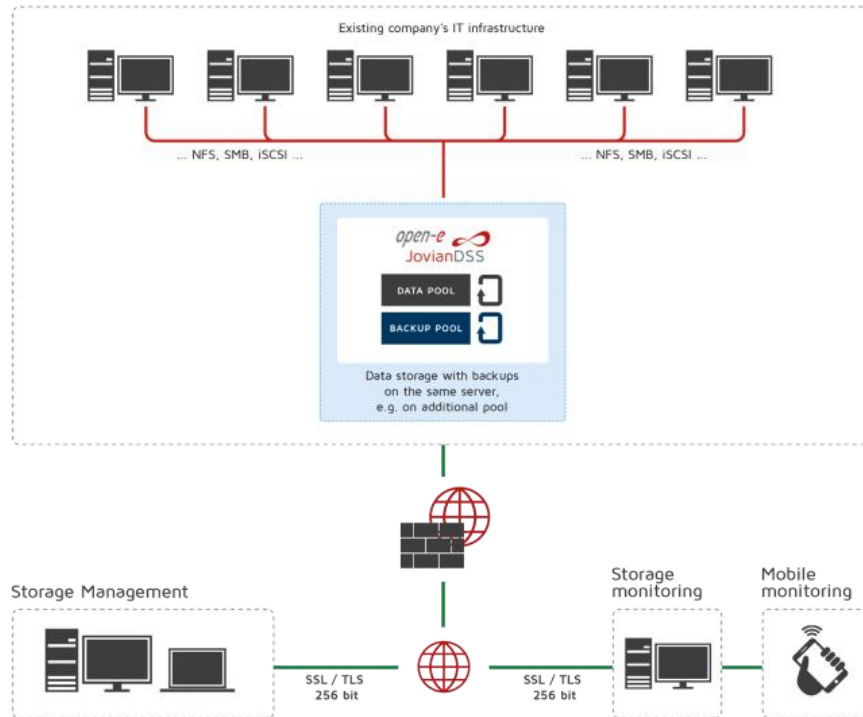 Existing company's IT infrastructure
... NFS, SMB, iSCSI ...
... NFS, SMB, iSCSI ...
open-e
JovianDSS
DATA POOL
BACKUP POOL
Data storage with backups
on the same server,
e.g. on additional pool
Storage Management
Storage
monitoring
Mobile
monitoring
SSL / TLS
256 bit
SSL / TLS
256 bit